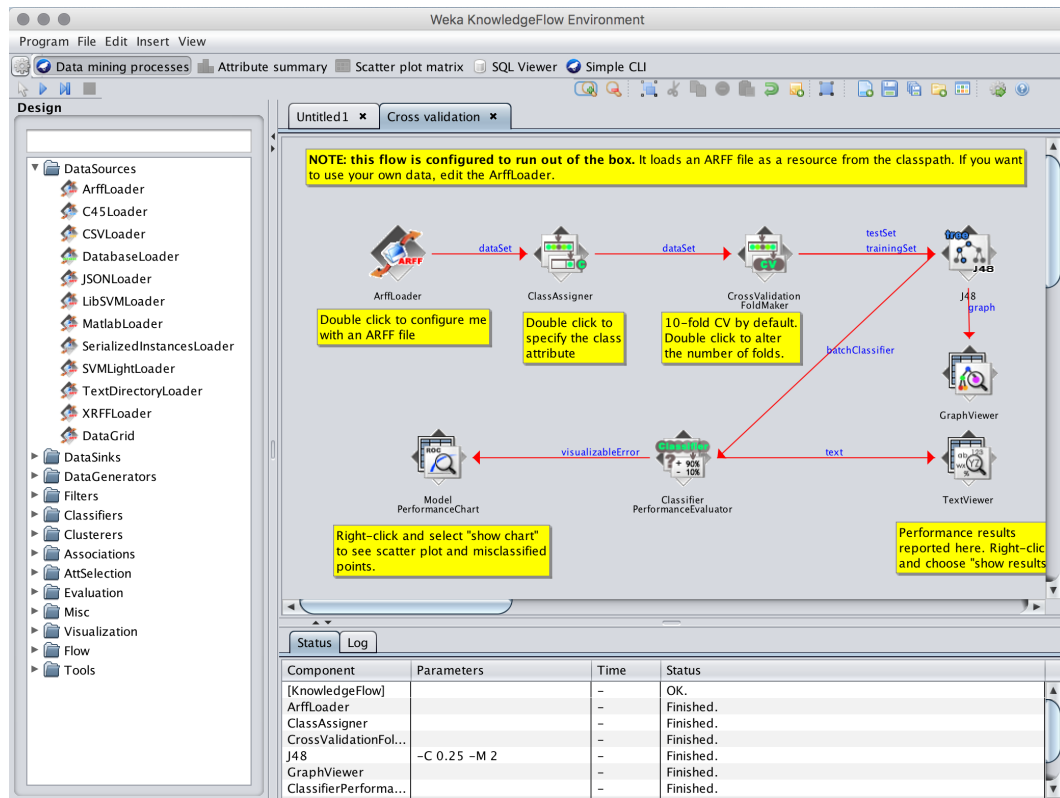 Weka KnowledgeFlow Environment
Program File Edit Insert View
Data mining processes Attribute summary Scatter plot matrix SQL Viewer Simple CLI
Design
Untitled1 Cross validation
DataSources
ArffLoader
C45Loader
CSVLoader
DatabaseLoader
JSONLoader
LibSVMLoader
MatlabLoader
SerializedInstancesLoader
SVMLightLoader
TextDirectoryLoader
XRFFLoader
DataGrid
DataSinks
DataGenerators
Filters
Classifiers
Clusterers
Associations
AttSelection
Evaluation
Misc
Visualization
Flow
Tools
NOTE: this flow is configured to run out of the box. It loads an ARFF file as a resource from the classpath. If you want
to use your own data, edit the ArffLoader.
ARFF
dataSet
C
dataSet
CV
testSet
trainingSet
tree
J48
ArffLoader
ClassAssigner
CrossValidation
FoldMaker
J48
graph
Double click to configure me
with an ARFF file
Double click to
specify the class
attribute
10-fold CV by default.
Double click to alter
the number of folds.
batchClassifier
GraphViewer
ROC
visualizableError
Classifier
? + 90%
- 10%
text
ab 123
wx YZ
%
Model
PerformanceChart
Classifier
PerformanceEvaluator
TextViewer
Right-click and select "show chart"
to see scatter plot and misclassified
points.
Performance results
reported here. Right-clic
and choose "show results
Status Log
Component Parameters Time Status
[KnowledgeFlow] – OK.
ArffLoader – Finished.
ClassAssigner – Finished.
CrossValidationFol... – Finished.
J48 -C 0.25 -M 2 – Finished.
GraphViewer – Finished.
ClassifierPerforma... – Finished.